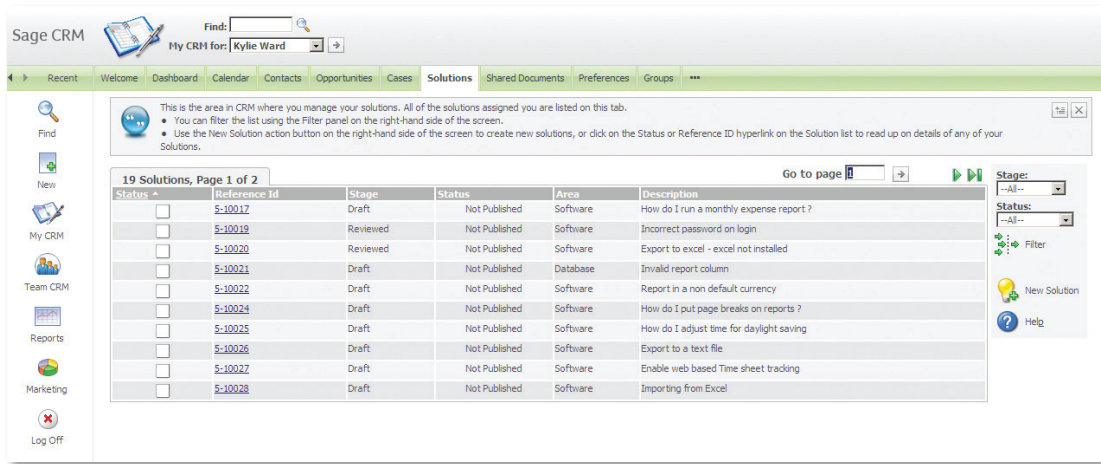 Sage CRM
Find:
My CRM for: Kylie Ward
Recent Welcome Dashboard Calendar Contacts Opportunities Cases Solutions Shared Documents Preferences Groups
Find
New
My CRM
Team CRM
Reports
Marketing
Log Off
This is the area in CRM where you manage your solutions. All of the solutions assigned you are listed on this tab.
• You can filter the list using the Filter panel on the right-hand side of the screen.
• Use the New Solution action button on the right-hand side of the screen to create new solutions, or click on the Status or Reference ID hyperlink on the Solution list to read up on details of any of your
Solutions.
19 Solutions, Page 1 of 2
Go to page 1
Status Reference Id Stage Status Area Description
5-10017 Draft Not Published Software How do I run a monthly expense report ?
5-10019 Reviewed Not Published Software Incorrect password on login
5-10020 Reviewed Not Published Software Export to excel - excel not installed
5-10021 Draft Not Published Database Invalid report column
5-10022 Draft Not Published Software Report in a non default currency
5-10024 Draft Not Published Software How do I put page breaks on reports ?
5-10025 Draft Not Published Software How do I adjust time for daylight saving
5-10026 Draft Not Published Software Export to a text file
5-10027 Draft Not Published Software Enable web based Time sheet tracking
5-10028 Draft Not Published Software Importing from Excel
Stage:
--All--
Status:
--All--
Filter
New Solution
Help